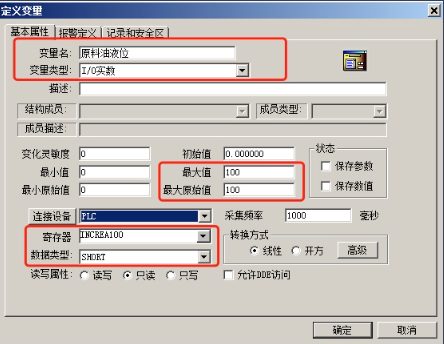 定义变量
基本属性 报警定义 记录和安全区
变量名: 原料油液位
变量类型: I/O实数
描述:
结构成员: 成员类型:
成员描述:
变化灵敏度 0 初始值 0.000000 状态
最小值 0 最大值 100 保存参数
最小原始值 0 最大原始值 100 保存数值
连接设备 PLC 采集频率 1000 毫秒
寄存器 INCREA100 转换方式
数据类型: SHORT 线性 开方 高级
读写属性: 读写 只读 只写 允许DDE访问
确定 取消